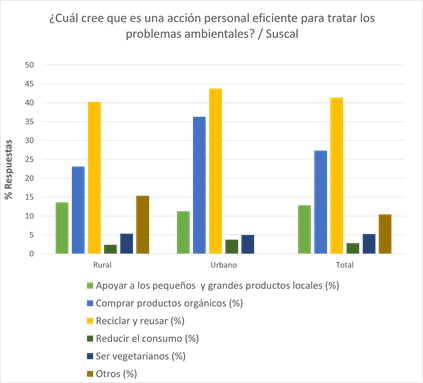 ¿Cuál cree que es una acción personal eficiente para tratar los
problemas ambientales? / Suscal
% Respuestas
50
45
40
35
30
25
20
15
10
5
0
Rural
Urbano
Total
Apoyar a los pequeños y grandes productos locales (%)
Comprar productos orgánicos (%)
Reciclar y reusar (%)
Reducir el consumo (%)
Ser vegetarianos (%)
Otros (%)